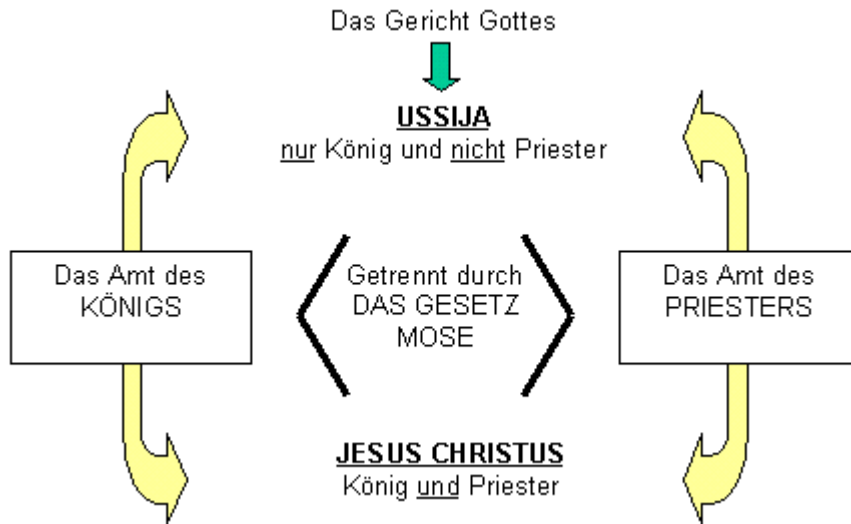 Das Gericht Gottes
USSIJA
nur König und nicht Priester
Das Amt des
KÖNIGS
Getrennt durch
DAS GESETZ
MOSE
Das Amt des
PRIESTERS
JESUS CHRISTUS
König und Priester